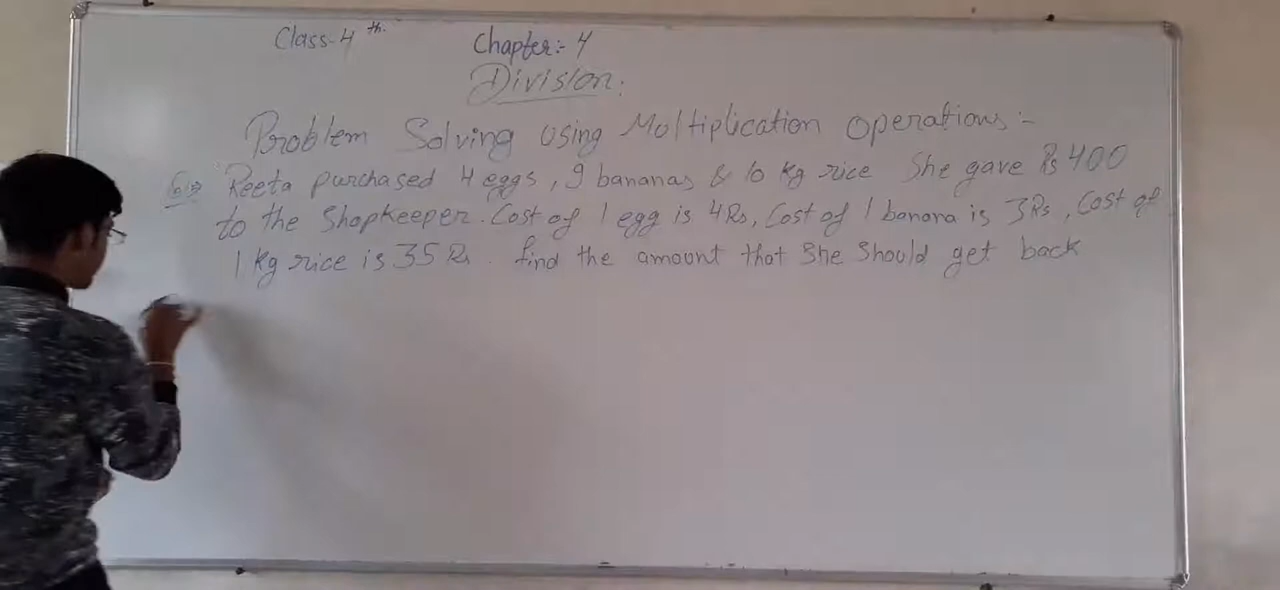 Class-4th.
Chapter:- 4
Division:
Problem Solving using Multiplication Operations:-
Reeta purchased 4 eggs, 9 bananas & 10 kg rice She gave Rs 400
to the Shopkeeper. Cost of 1 egg is 4Rs, Cost of 1 banana is 3Rs, Cost of
1 kg rice is 35 Rs. find the amount that She Should get back